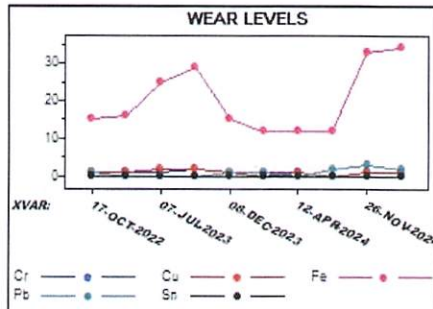 WEAR LEVELS
30
20
10
0
XVAR:
17-OCT-2022
07-JUL-2023
08-DEC-2023
12-APR-2024
26-NOV-2024
Cr Cu Fe
Pb Sn